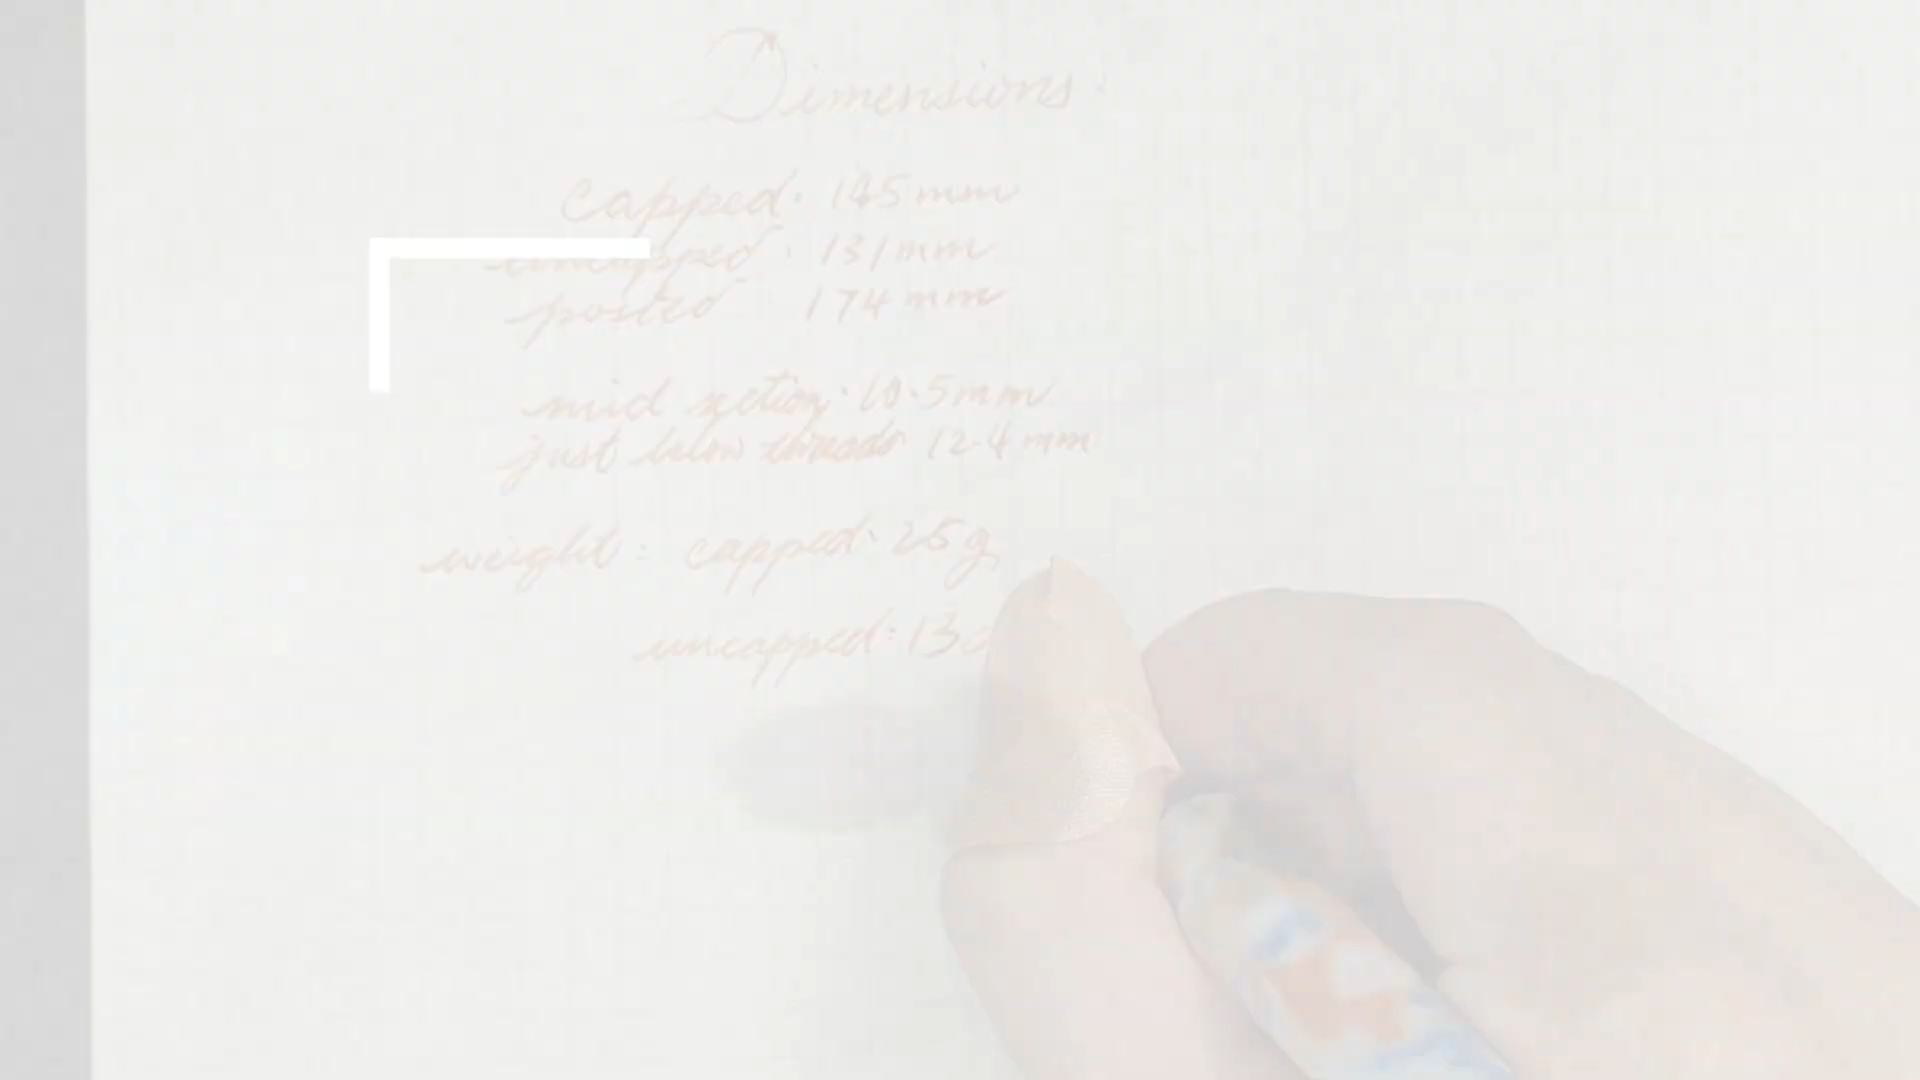 Dimensions:
Capped: 145mm
uncapped: 131mm
posted 174mm
mid section: 10.5mm
just below threads 12.4mm
weight: capped: 25g
uncapped: 13g